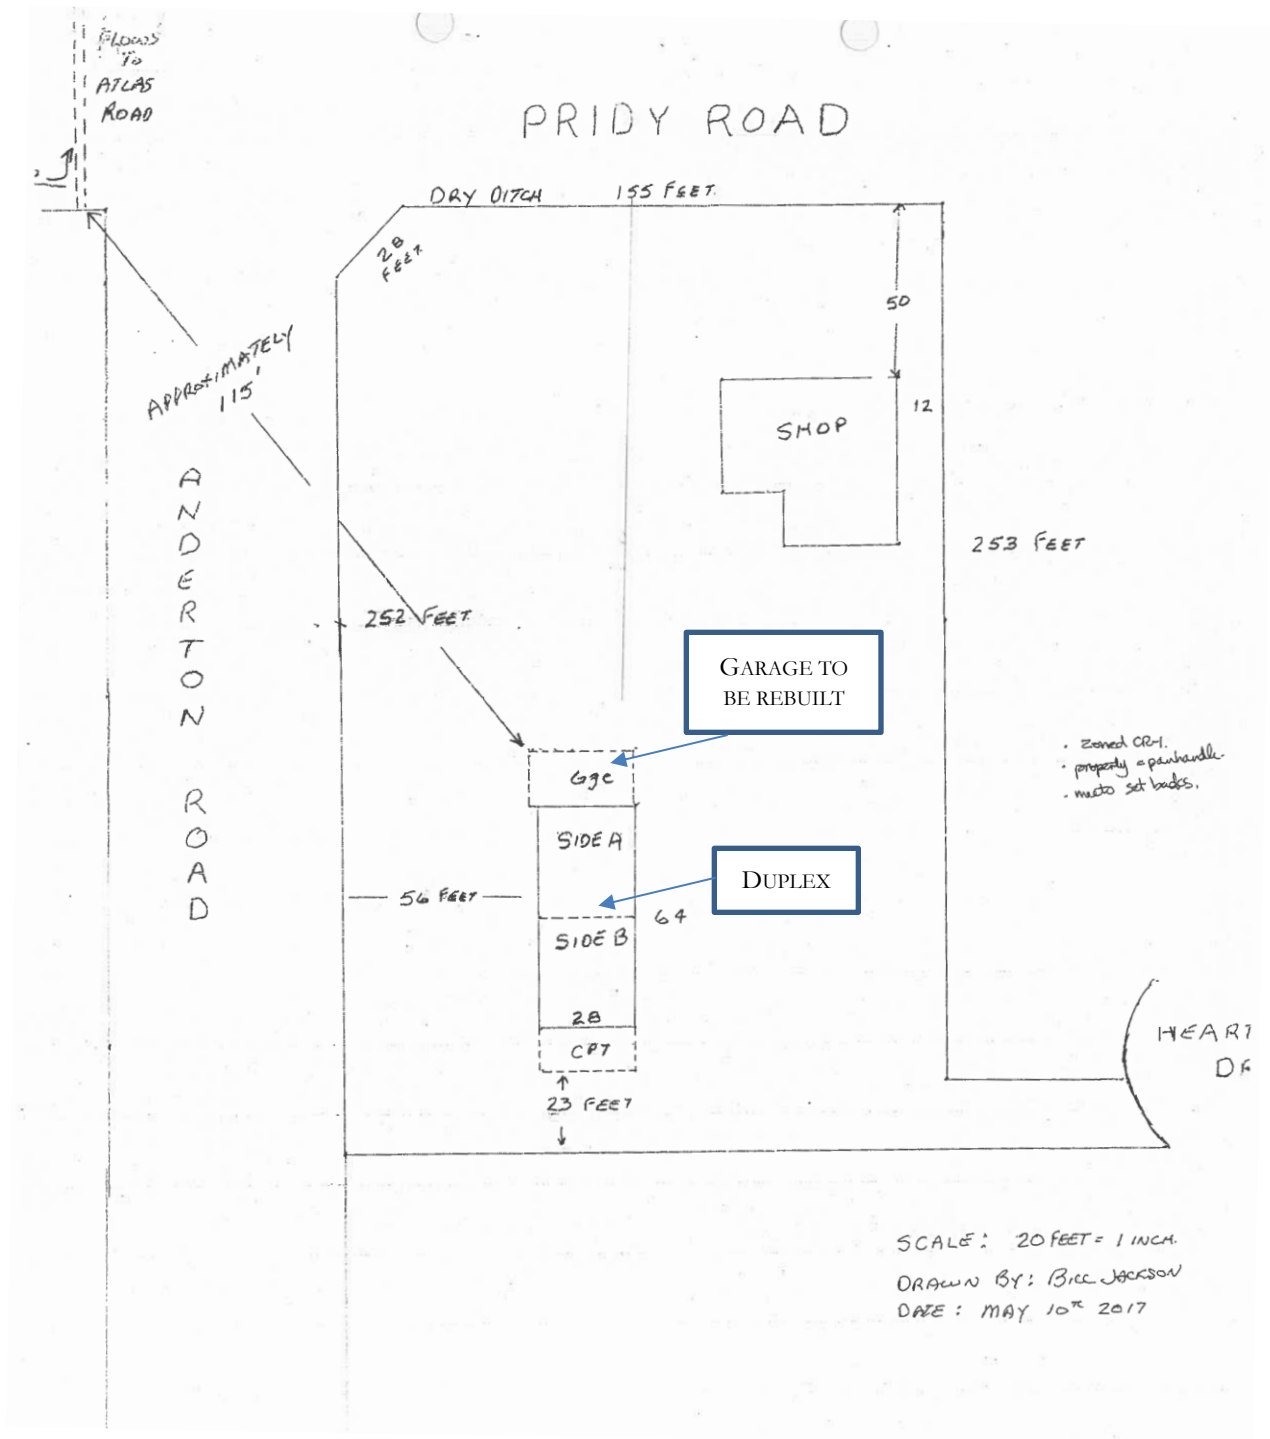 FLOWS
TO
ATLAS
ROAD
PRIDY ROAD
DRY DITCH 155 FEET.
28
FEET
50
APPROXIMATELY
115'
12
SHOP
ANDERTON ROAD
253 FEET
252 FEET
GARAGE TO
BE REBUILT
Gge
• zoned CR-1.
• property = panhandle.
• meets set backs.
SIDE A
DUPLEX
56 FEET
64
SIDE B
28
CPT
HEART
DR
23 FEET
SCALE: 20 FEET = 1 INCH.
DRAWN BY: BILL JACKSON
DATE: MAY 10TH 2017